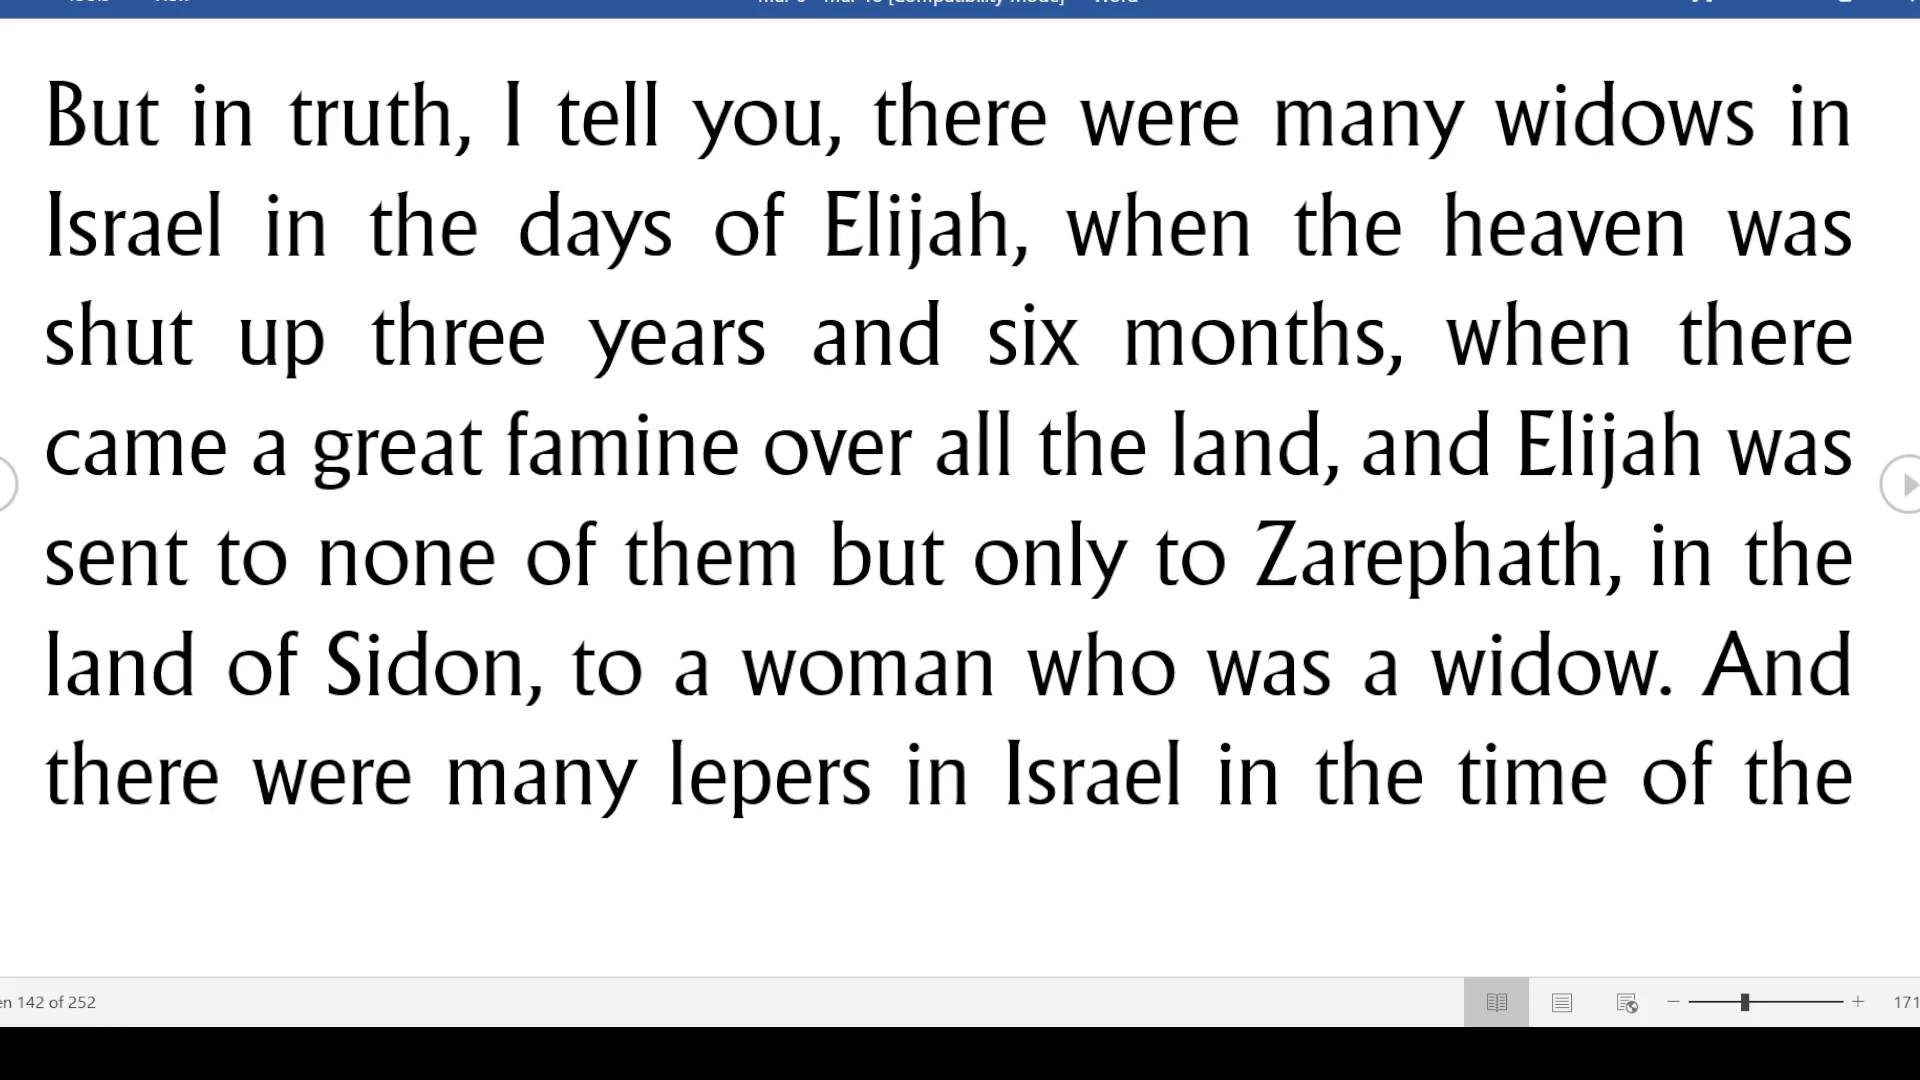 But in truth, I tell you, there were many widows in
Israel in the days of Elijah, when the heaven was
shut up three years and six months, when there
came a great famine over all the land, and Elijah was
sent to none of them but only to Zarephath, in the
land of Sidon, to a woman who was a widow. And
there were many lepers in Israel in the time of the
142 of 252